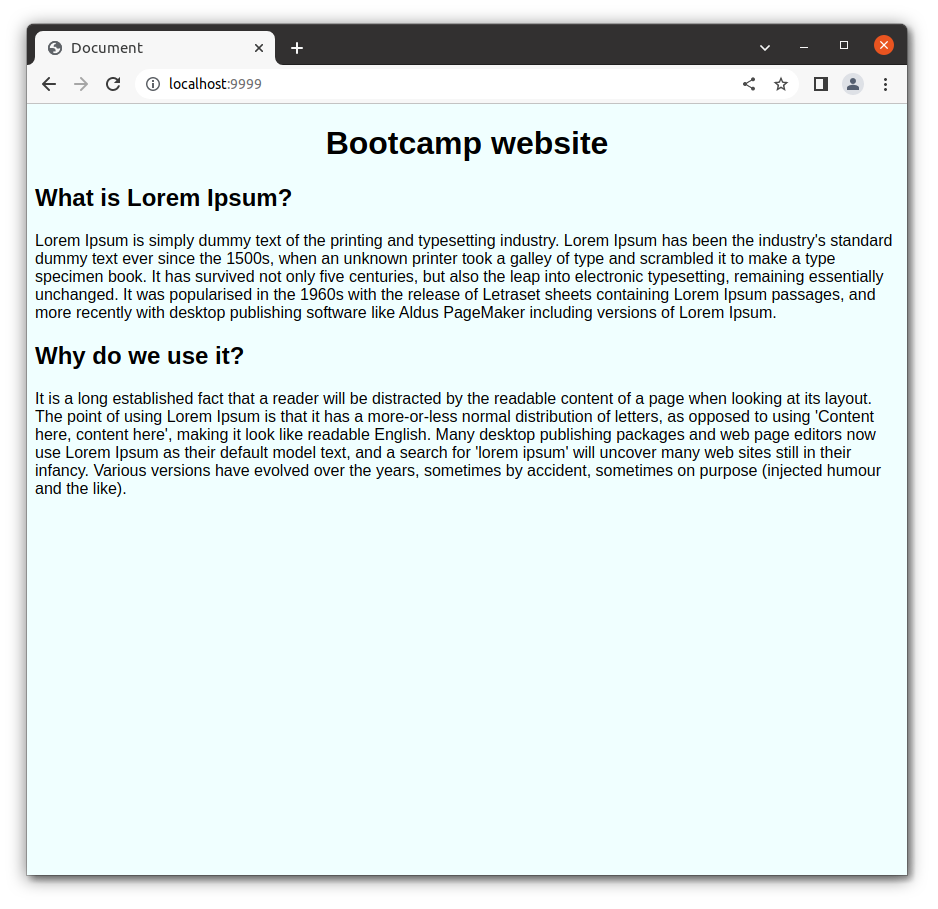 Document
localhost:9999
Bootcamp website
What is Lorem Ipsum?
Lorem Ipsum is simply dummy text of the printing and typesetting industry. Lorem Ipsum has been the industry's standard
dummy text ever since the 1500s, when an unknown printer took a galley of type and scrambled it to make a type
specimen book. It has survived not only five centuries, but also the leap into electronic typesetting, remaining essentially
unchanged. It was popularised in the 1960s with the release of Letraset sheets containing Lorem Ipsum passages, and
more recently with desktop publishing software like Aldus PageMaker including versions of Lorem Ipsum.
Why do we use it?
It is a long established fact that a reader will be distracted by the readable content of a page when looking at its layout.
The point of using Lorem Ipsum is that it has a more-or-less normal distribution of letters, as opposed to using 'Content
here, content here', making it look like readable English. Many desktop publishing packages and web page editors now
use Lorem Ipsum as their default model text, and a search for 'lorem ipsum' will uncover many web sites still in their
infancy. Various versions have evolved over the years, sometimes by accident, sometimes on purpose (injected humour
and the like).